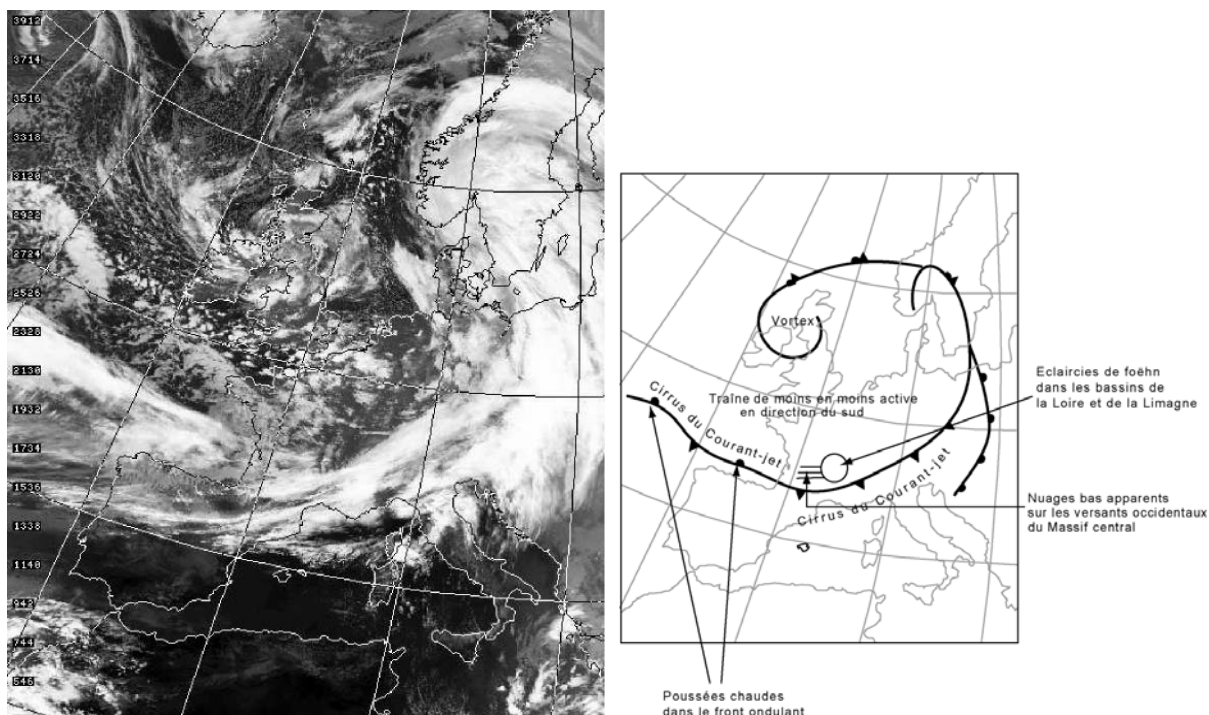 3912
3714
3516
3318
3120
2922
2724
2526
2328
2130
1932
1734
1536
1338
1140
942
744
546
Vortex
Cirrus du Courant-jet
Traîne de moins en moins active
en direction du sud
Cirrus du Courant-jet
Eclaircies de foëhn
dans les bassins de
la Loire et de la Limagne
Nuages bas apparents
sur les versants occidentaux
du Massif central
Poussées chaudes
dans le front ondulant